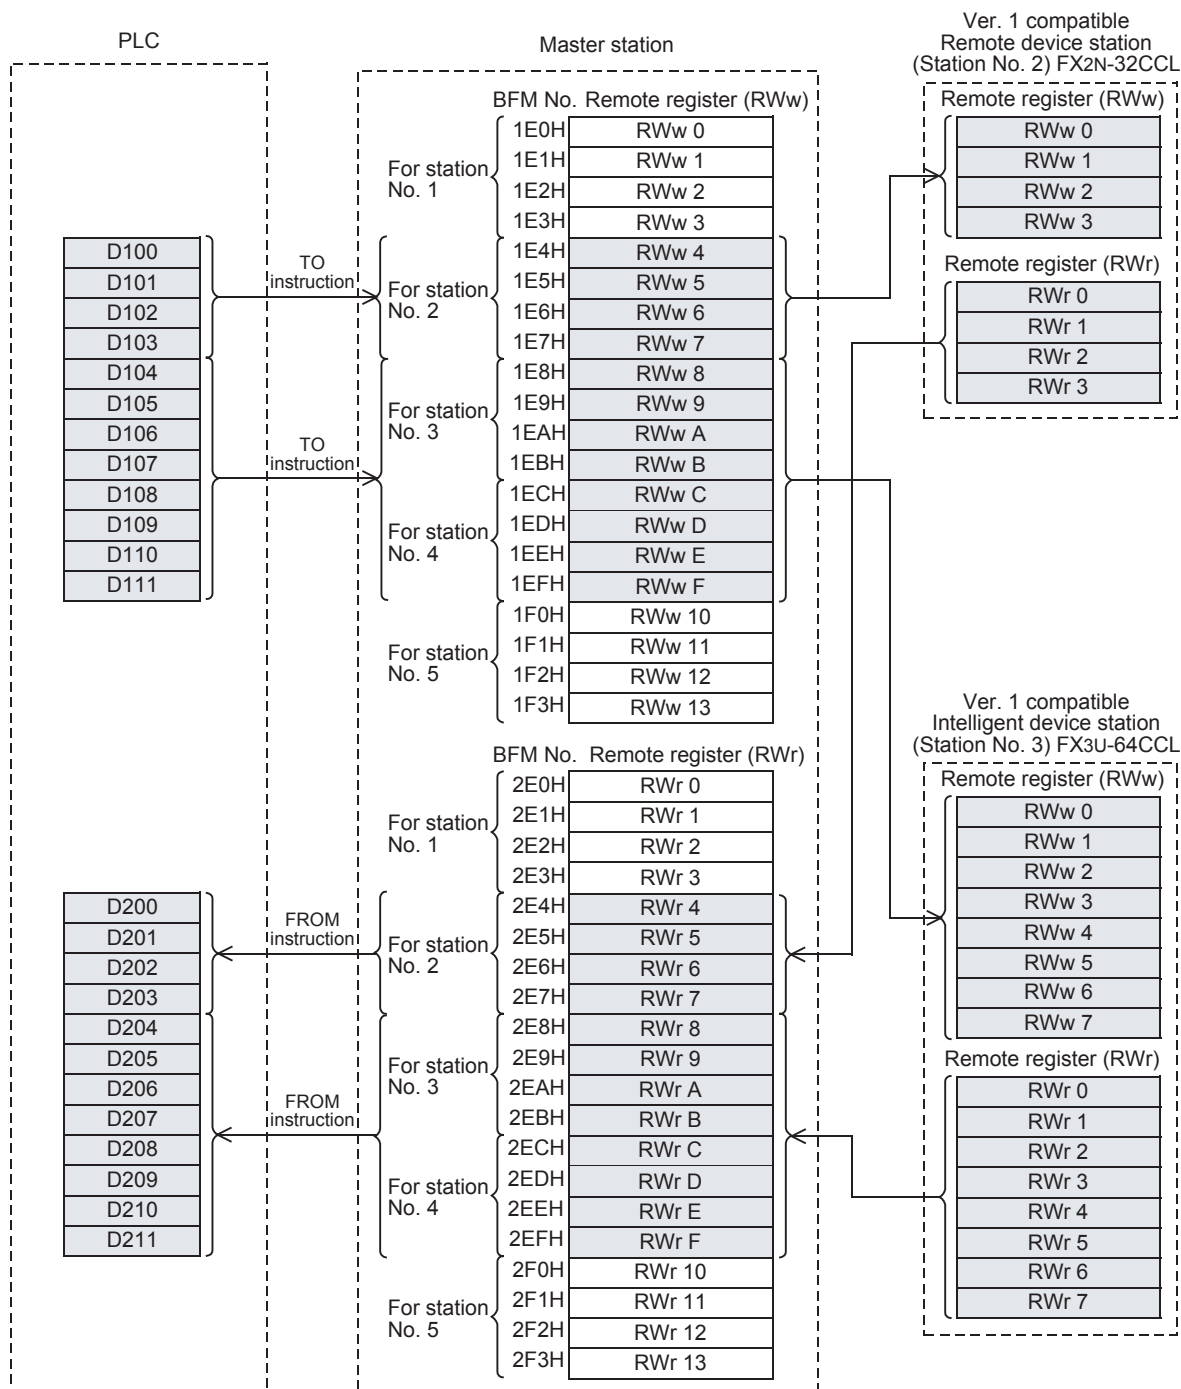 PLC
Master station
Ver. 1 compatible
Remote device station
(Station No. 2) FX2N-32CCL
BFM No. Remote register (RWw)
For station
No. 1
1E0H RWw 0
1E1H RWw 1
1E2H RWw 2
1E3H RWw 3
D100
D101
D102
D103
TO
instruction
For station
No. 2
1E4H RWw 4
1E5H RWw 5
1E6H RWw 6
1E7H RWw 7
D104
D105
D106
D107
D108
D109
D110
D111
TO
instruction
For station
No. 3
1E8H RWw 8
1E9H RWw 9
1EAH RWw A
1EBH RWw B
For station
No. 4
1ECH RWw C
1EDH RWw D
1EEH RWw E
1EFH RWw F
For station
No. 5
1F0H RWw 10
1F1H RWw 11
1F2H RWw 12
1F3H RWw 13
Remote register (RWw)
RWw 0
RWw 1
RWw 2
RWw 3
Remote register (RWr)
RWr 0
RWr 1
RWr 2
RWr 3
BFM No. Remote register (RWr)
For station
No. 1
2E0H RWr 0
2E1H RWr 1
2E2H RWr 2
2E3H RWr 3
D200
D201
D202
D203
FROM
instruction
For station
No. 2
2E4H RWr 4
2E5H RWr 5
2E6H RWr 6
2E7H RWr 7
D204
D205
D206
D207
D208
D209
D210
D211
FROM
instruction
For station
No. 3
2E8H RWr 8
2E9H RWr 9
2EAH RWr A
2EBH RWr B
For station
No. 4
2ECH RWr C
2EDH RWr D
2EEH RWr E
2EFH RWr F
For station
No. 5
2F0H RWr 10
2F1H RWr 11
2F2H RWr 12
2F3H RWr 13
Ver. 1 compatible
Intelligent device station
(Station No. 3) FX3U-64CCL
Remote register (RWw)
RWw 0
RWw 1
RWw 2
RWw 3
RWw 4
RWw 5
RWw 6
RWw 7
Remote register (RWr)
RWr 0
RWr 1
RWr 2
RWr 3
RWr 4
RWr 5
RWr 6
RWr 7